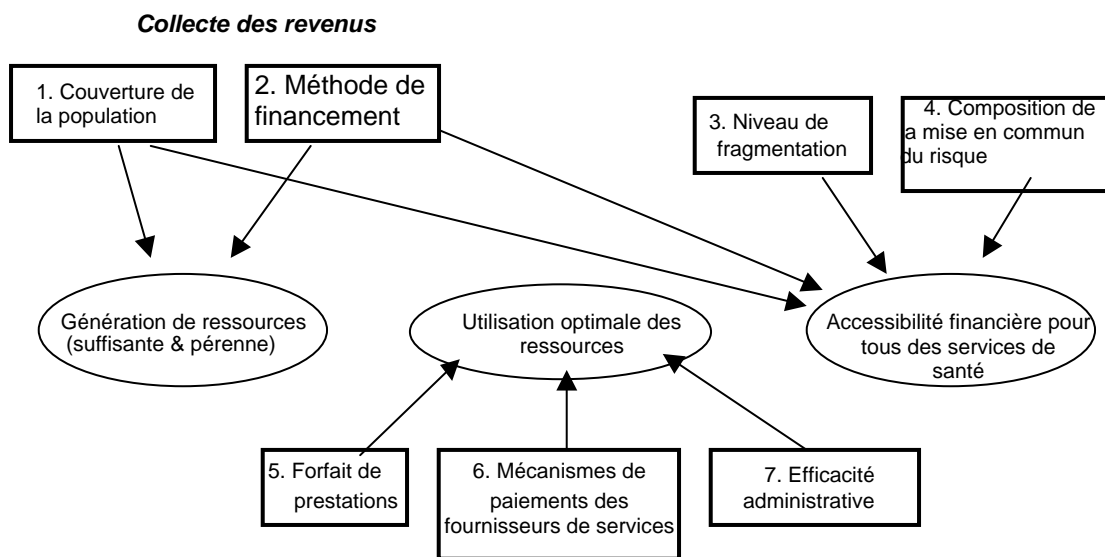 Collecte des revenus
1. Couverture de
la population
2. Méthode de
financement
3. Niveau de
fragmentation
4. Composition de
a mise en commun
du risque
Génération de ressources
(suffisante & pérenne)
Utilisation optimale des
ressources
Accessibilité financière pour
tous des services de
santé
5. Forfait de
prestations
6. Mécanismes de
paiements des
fournisseurs de services
7. Efficacité
administrative